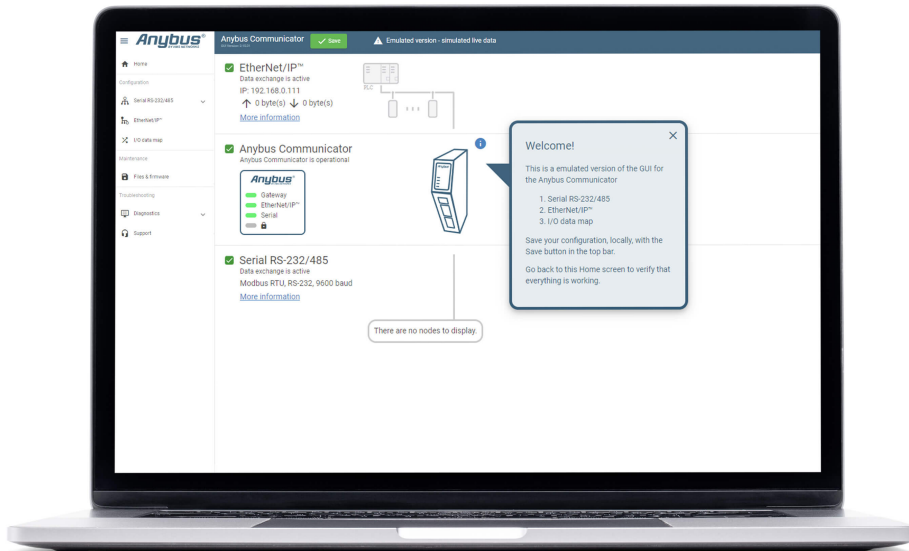 Anybus®
BY HMS NETWORKS
Anybus Communicator
Save
Emulated version - simulated live data
Home
Configuration
Serial RS-232/485
EtherNet/IP™
I/O data map
Maintenance
Files & firmware
Troubleshooting
Diagnostics
Support
EtherNet/IP™
Data exchange is active
IP: 192.168.0.111
0 byte(s) 0 byte(s)
More information
PLC
Anybus Communicator
Anybus Communicator is operational
Anybus®
Gateway
EtherNet/IP™
Serial
Anybus
Serial RS-232/485
Data exchange is active
Modbus RTU, RS-232, 9600 baud
More information
There are no nodes to display.
Welcome!
This is a emulated version of the GUI for
the Anybus Communicator
1. Serial RS-232/485
2. EtherNet/IP™
3. I/O data map
Save your configuration, locally, with the
Save button in the top bar.
Go back to this Home screen to verify that
everything is working.